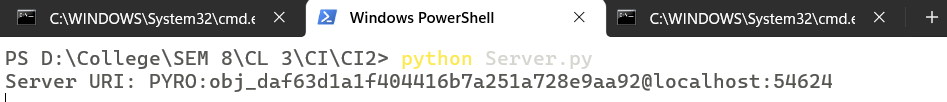 C:\WINDOWS\System32\cmd.e
Windows PowerShell
C:\WINDOWS\System32\cmd.e
PS D:\College\SEM 8\CL 3\CI\CI2> python Server.py
Server URI: PYRO:obj_daf63d1a1f404416b7a251a728e9aa92@localhost:54624